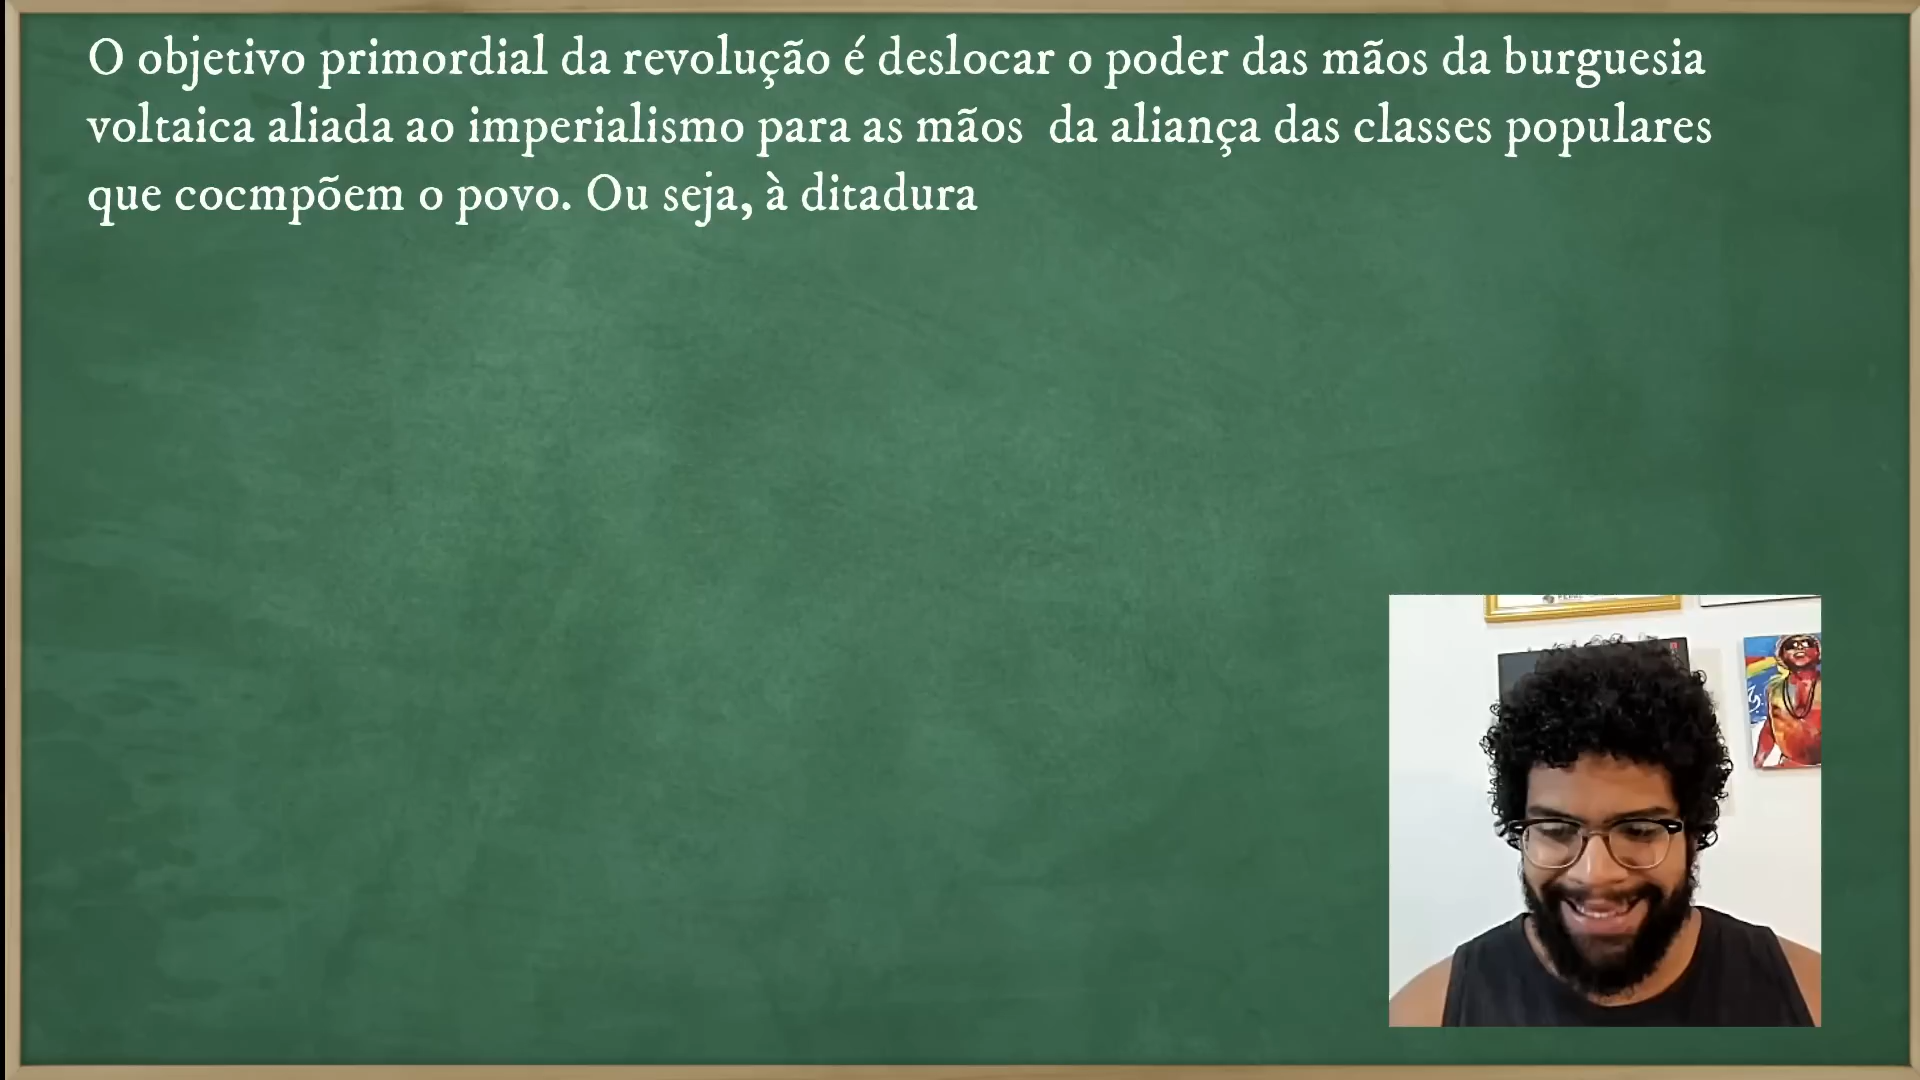 O objetivo primordial da revolução é deslocar o poder das mãos da burguesia
voltaica aliada ao imperialismo para as mãos  da aliança das classes populares
que cocmpõem o povo. Ou seja, à ditadura